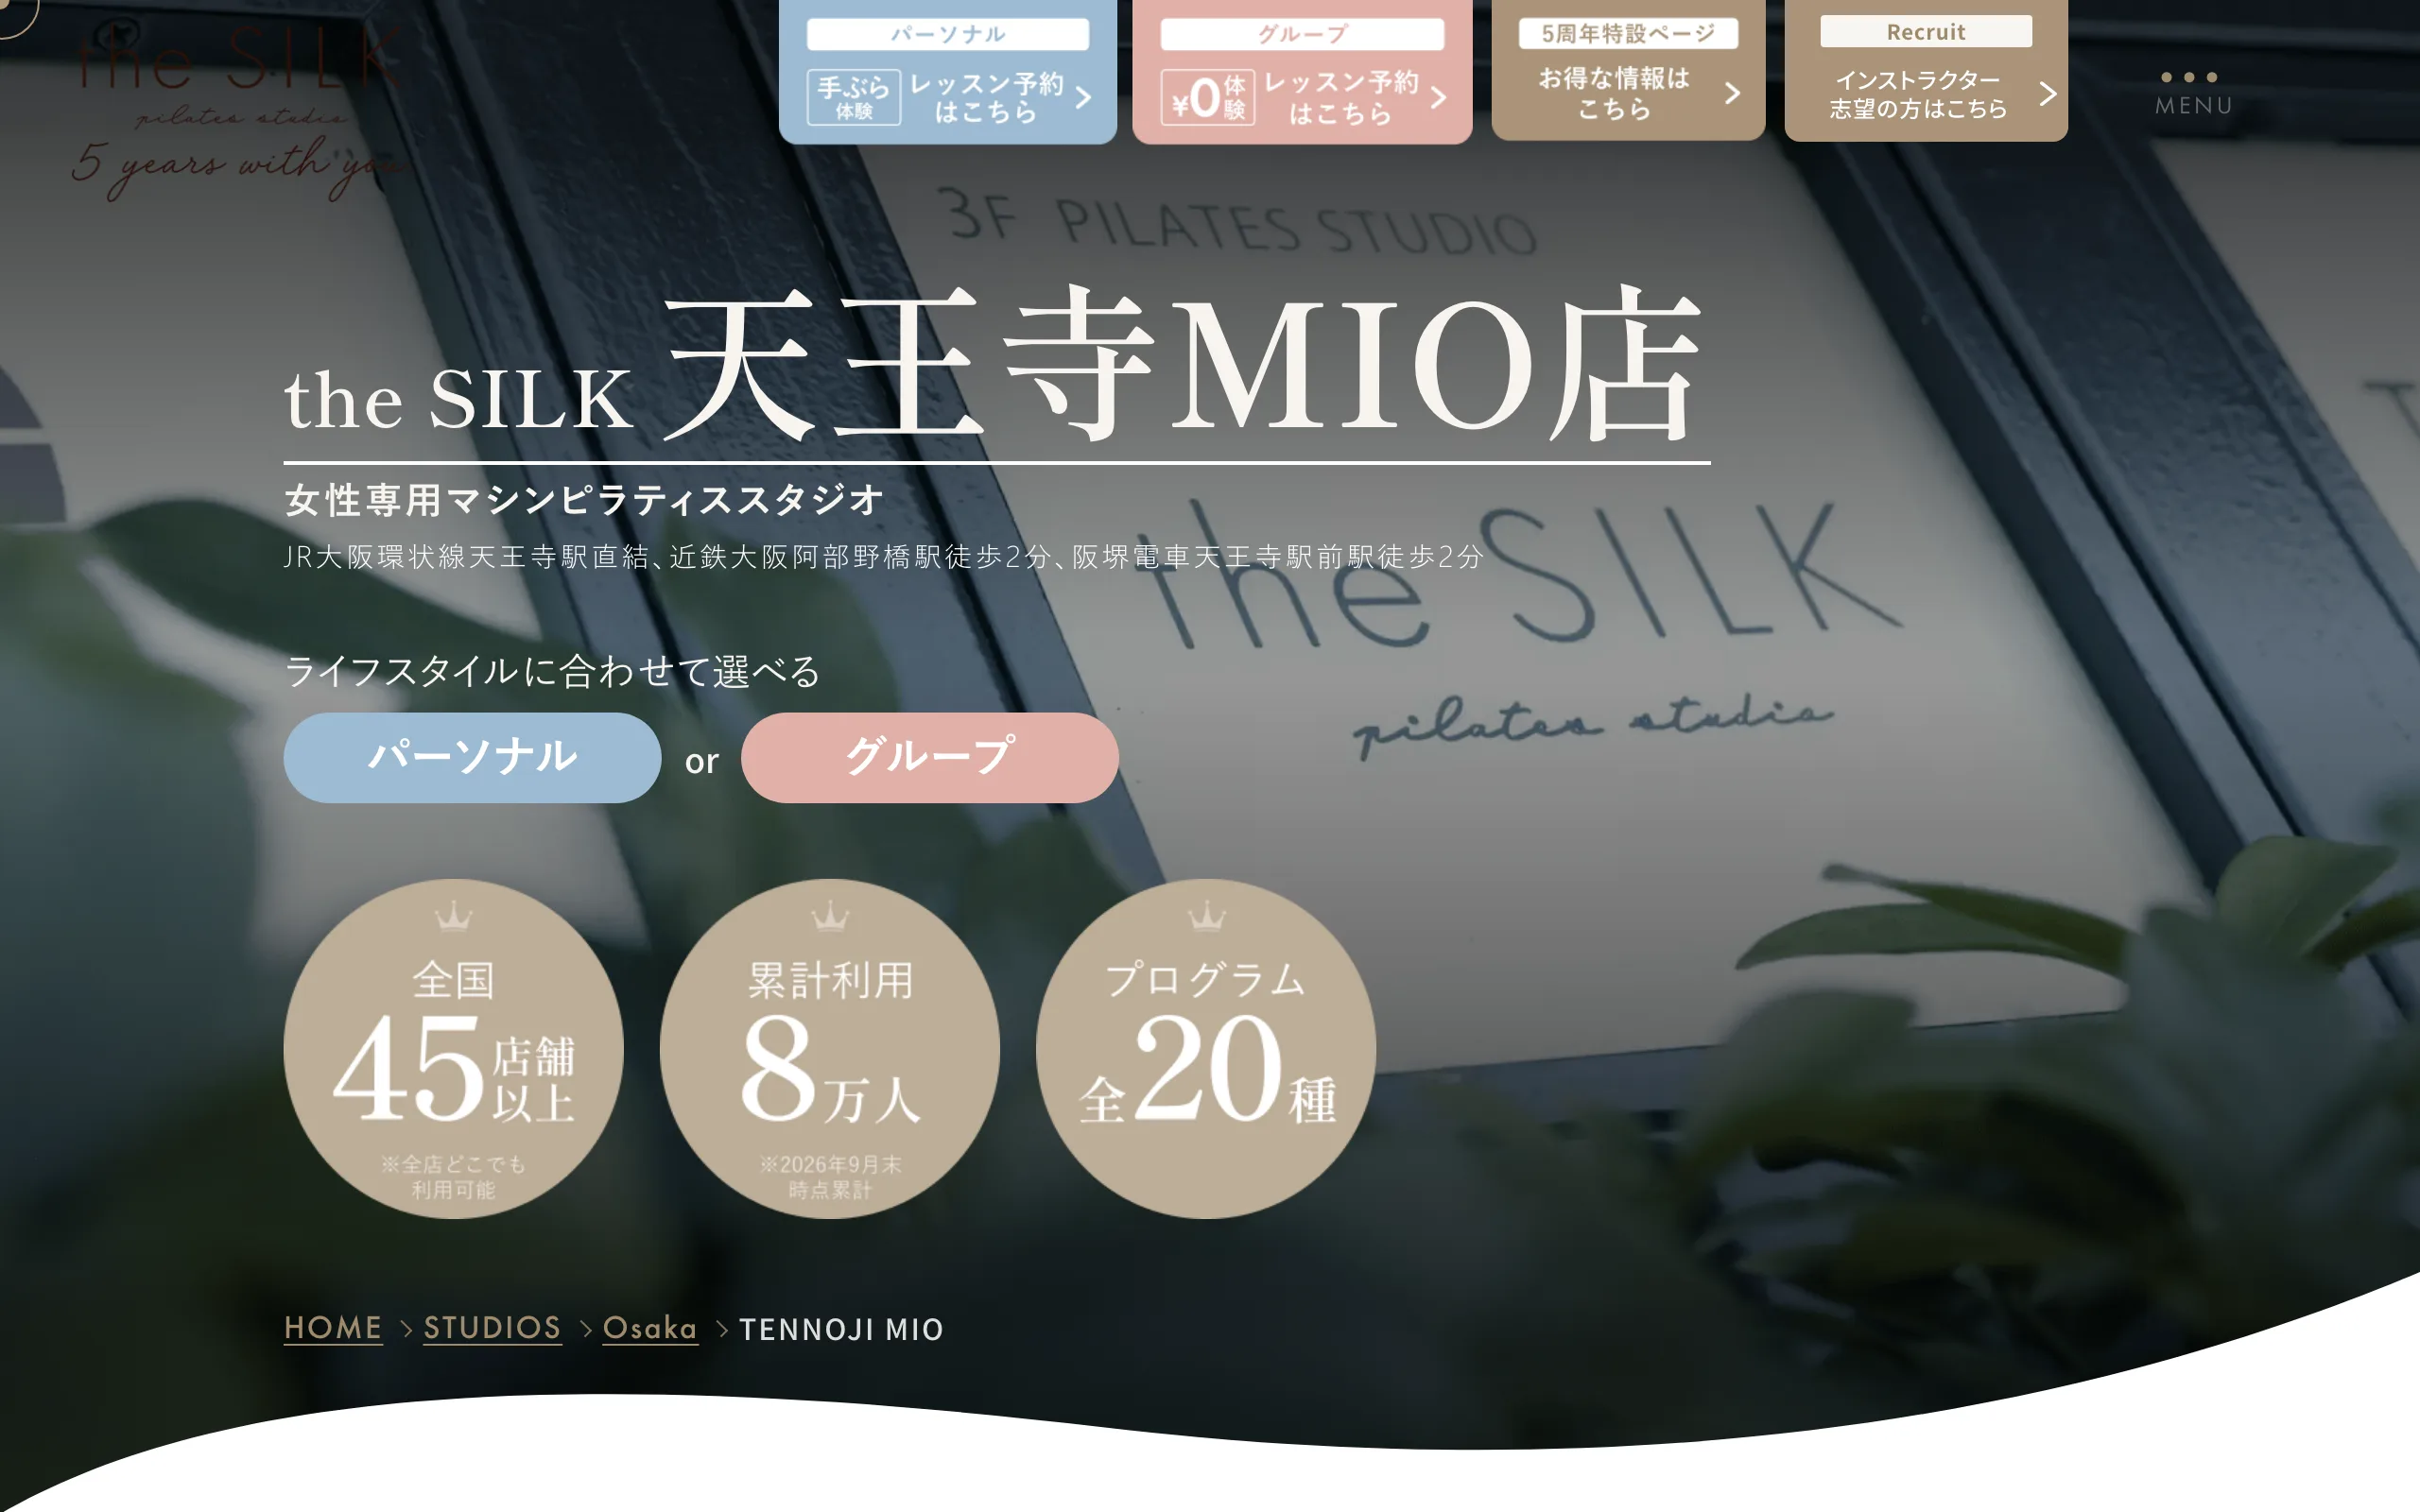 the SILK
pilates studio
5 years with you
パーソナル
手ぶら
体験
レッスン予約
はこちら
グループ
¥0体験
レッスン予約
はこちら
5周年特設ページ
お得な情報は
こちら
Recruit
インストラクター
志望の方はこちら
MENU
3F PILATES STUDIO
the SILK 天王寺MIO店
女性専用マシンピラティススタジオ
JR大阪環状線天王寺駅直結、近鉄大阪阿部野橋駅徒歩2分、阪堺電車天王寺駅前駅徒歩2分
the SILK
pilates studio
ライフスタイルに合わせて選べる
パーソナル or グループ
全国
45店舗以上
※全店どこでも
利用可能
累計利用
8万人
※2026年9月末
時点累計
プログラム
全20種
HOME > STUDIOS > Osaka > TENNOJI MIO